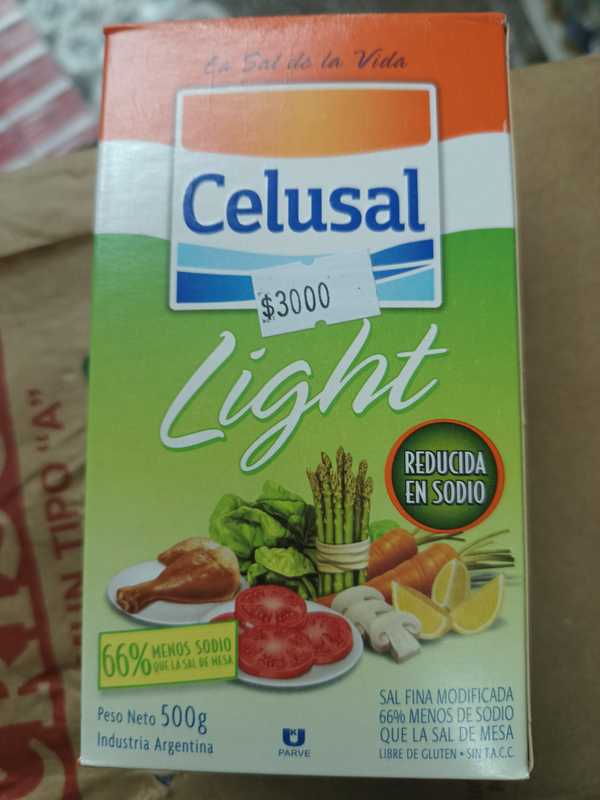 La Sal de la Vida
Celusal
$3000
Light
REDUCIDA
EN SODIO
66% MENOS SODIO
QUE LA SAL DE MESA
Peso Neto 500g
Industria Argentina
U K
PARVE
SAL FINA MODIFICADA
66% MENOS DE SODIO
QUE LA SAL DE MESA
LIBRE DE GLUTEN • SIN T.A.C.C.
TIPO "A"